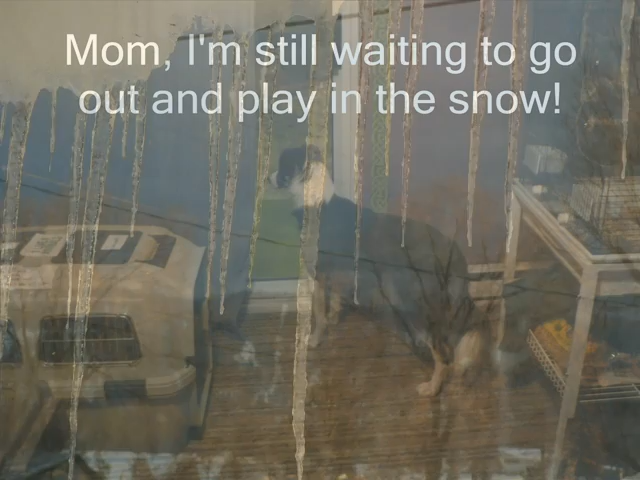 Mom, I'm still waiting to go
out and play in the snow!